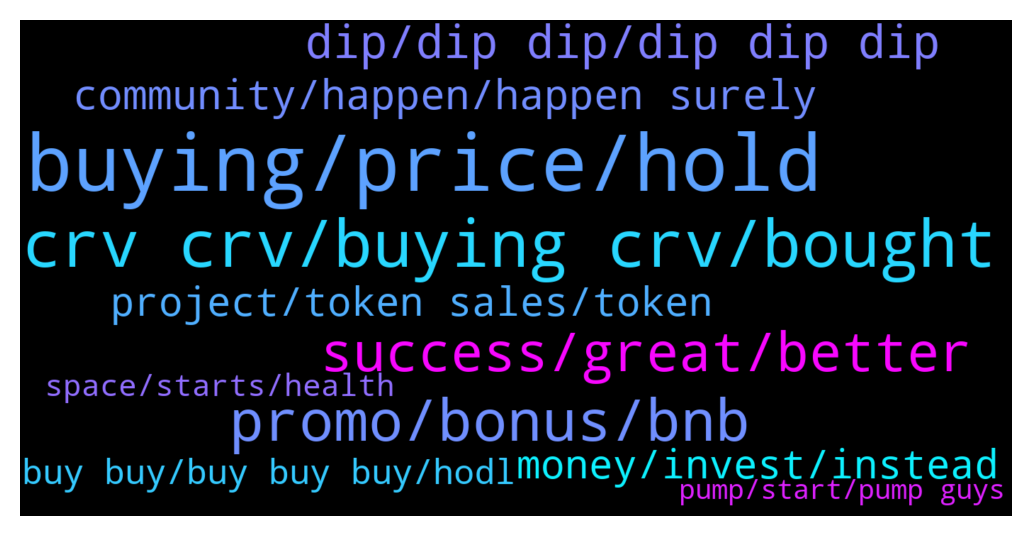 dip/dip dip/dip dip dip
community/happen/happen surely
buying/price/hold
crv crv/buying crv/bought
project/token sales/token
success/great/better
space/starts/health
promo/bonus/bnb
buy buy/buy buy buy/hodl
money/invest/instead
pump/start/pump guys